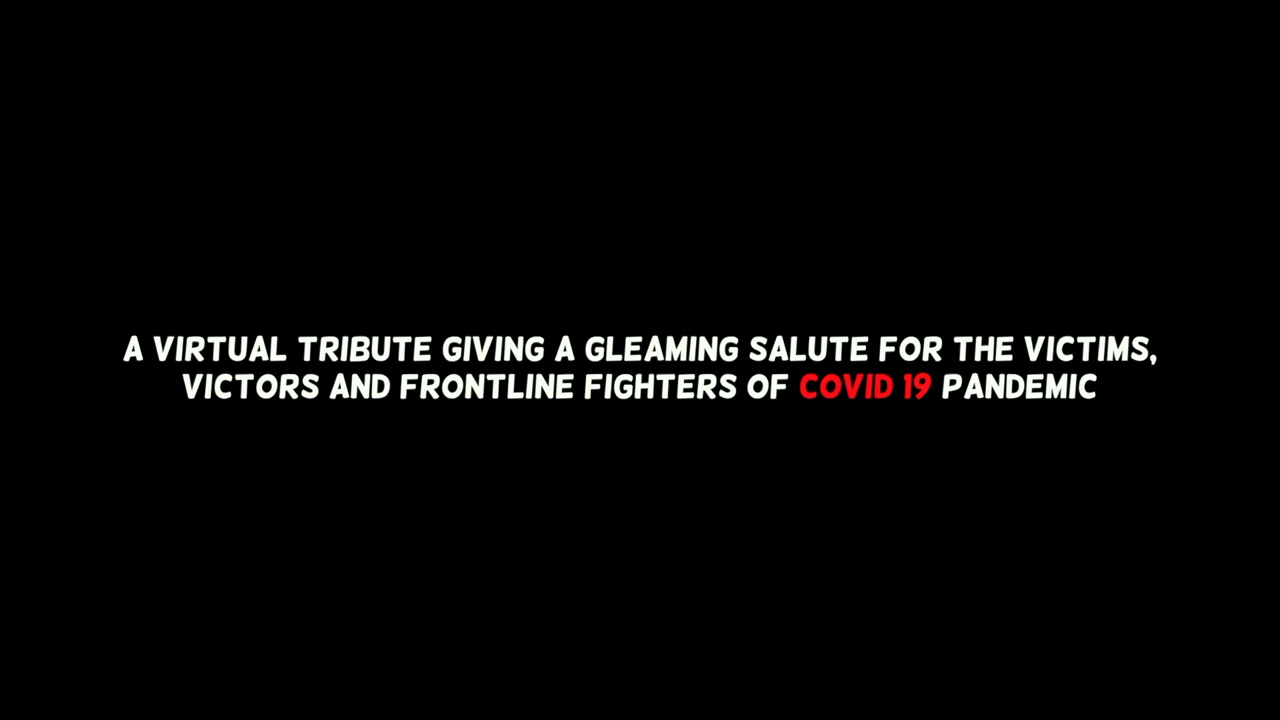 A VIRTUAL TRIBUTE GIVING A GLEAMING SALUTE FOR THE VICTIMS,
VICTORS AND FRONTLINE FIGHTERS OF COVID 19 PANDEMIC